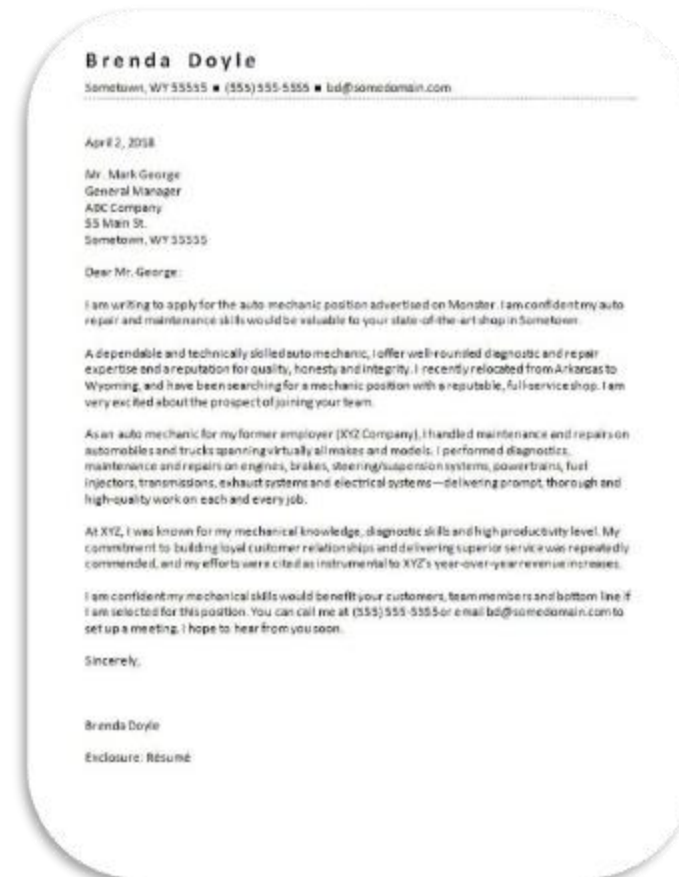 Brenda Doyle
Sometown, WY 55555 ■ (555) 555-5555 ■ bd@somedomain.com
April 2, 2018
Mr. Mark George
General Manager
ABC Company
55 Main St.
Sometown, WY 55555
Dear Mr. George:
I am writing to apply for the auto mechanic position advertised on Monster. I am confident my auto
repair and maintenance skills would be valuable to your state-of-the-art shop in Sometown.
A dependable and technically skilled auto mechanic, I offer well-rounded diagnostic and repair
expertise and a reputation for quality, honesty and integrity. I recently relocated from Arkansas to
Wyoming, and have been searching for a mechanic position with a reputable, full-service shop. I am
very excited about the prospect of joining your team.
As an auto mechanic for my former employer (XYZ Company), I handled maintenance and repairs on
automobiles and trucks spanning virtually all makes and models. I performed diagnostics,
maintenance and repairs on engines, brakes, steering/suspension systems, powertrains, fuel
injectors, transmissions, exhaust systems and electrical systems—delivering prompt, thorough and
high-quality work on each and every job.
At XYZ, I was known for my mechanical knowledge, diagnostic skills and high productivity level. My
commitment to building loyal customer relationships and delivering superior service was repeatedly
commended, and my efforts were cited as instrumental to XYZ's year-over-year revenue increases.
I am confident my mechanical skills would benefit your customers, team members and bottom line if
I am selected for this position. You can call me at (555) 555-5555 or email bd@somedomain.com to
set up a meeting. I hope to hear from you soon.
Sincerely,
Brenda Doyle
Enclosure: Résumé